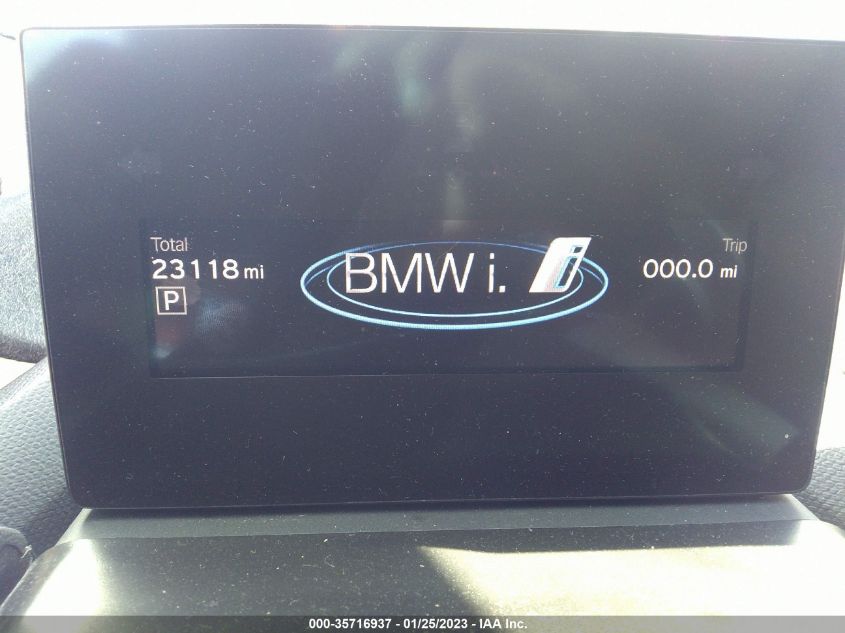 Total
23118 mi
P
BMW i. i
Trip
000.0 mi
000-35716937 - 01/25/2023 - IAA Inc.